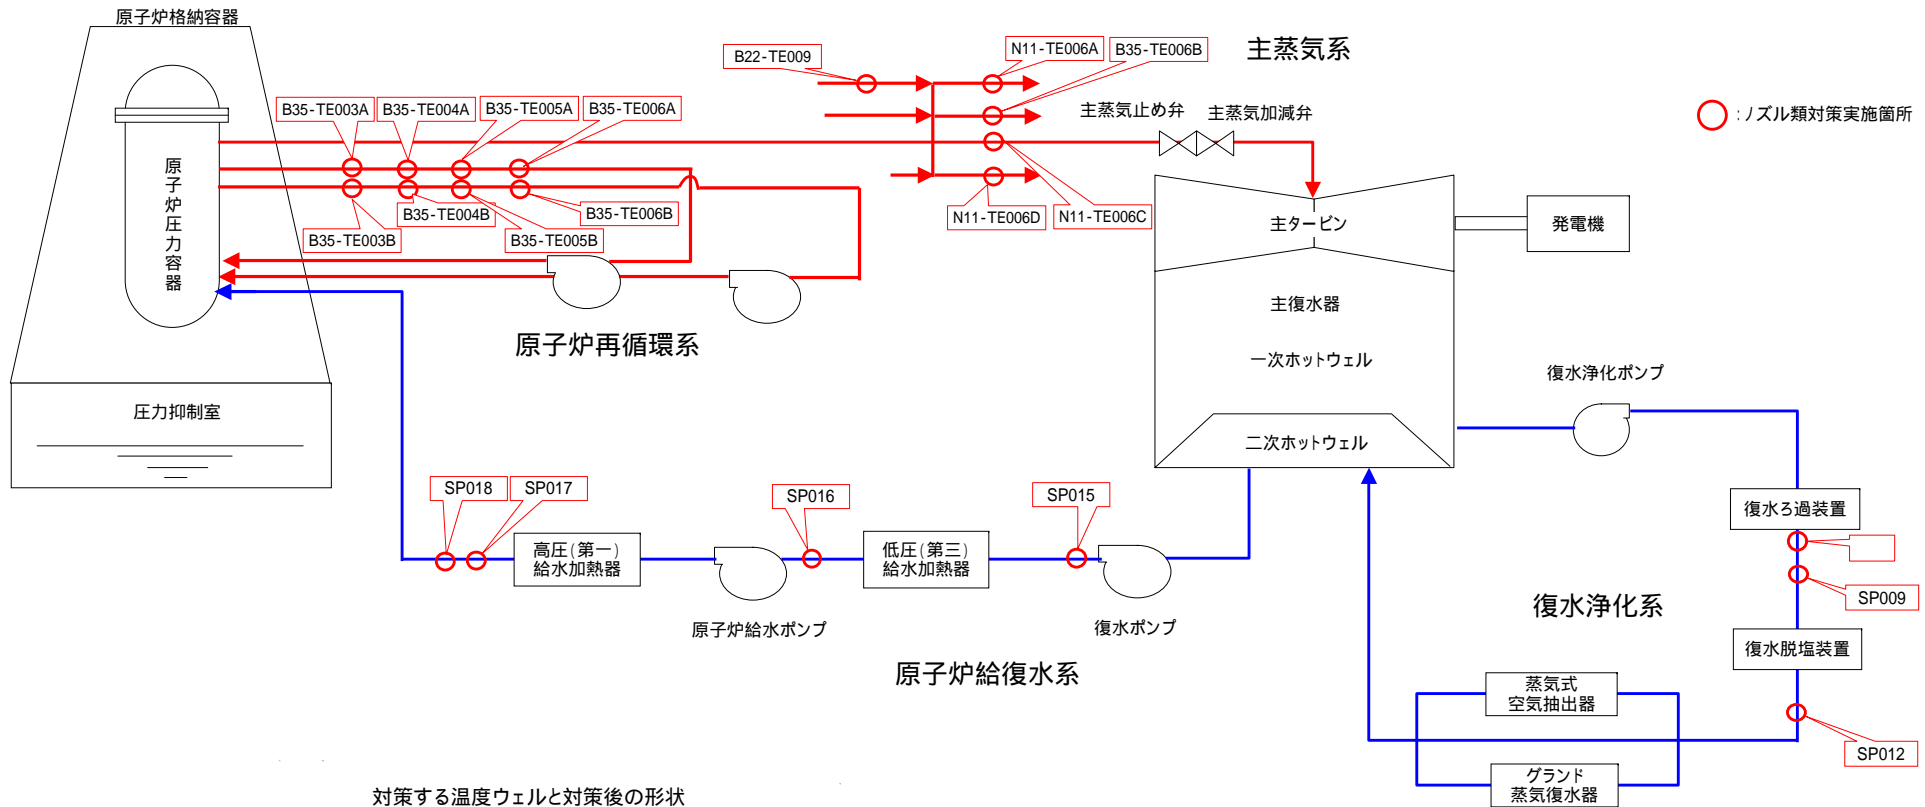 原子炉格納容器
原子炉圧力容器
圧力抑制室
B35-TE003A
B35-TE004A
B35-TE005A
B35-TE006A
B35-TE003B
B35-TE004B
B35-TE005B
B35-TE006B
原子炉再循環系
B22-TE009
N11-TE006A
B35-TE006B
N11-TE006D
N11-TE006C
主蒸気系
主蒸気止め弁
主蒸気加減弁
:ノズル類対策実施箇所
主タービン
発電機
主復水器
一次ホットウェル
二次ホットウェル
復水浄化ポンプ
復水ろ過装置
SP009
復水浄化系
復水脱塩装置
SP012
蒸気式
空気抽出器
グランド
蒸気復水器
SP018
SP017
SP016
SP015
高圧(第一)
給水加熱器
低圧(第三)
給水加熱器
原子炉給水ポンプ
復水ポンプ
原子炉給復水系
対策する温度ウェルと対策後の形状